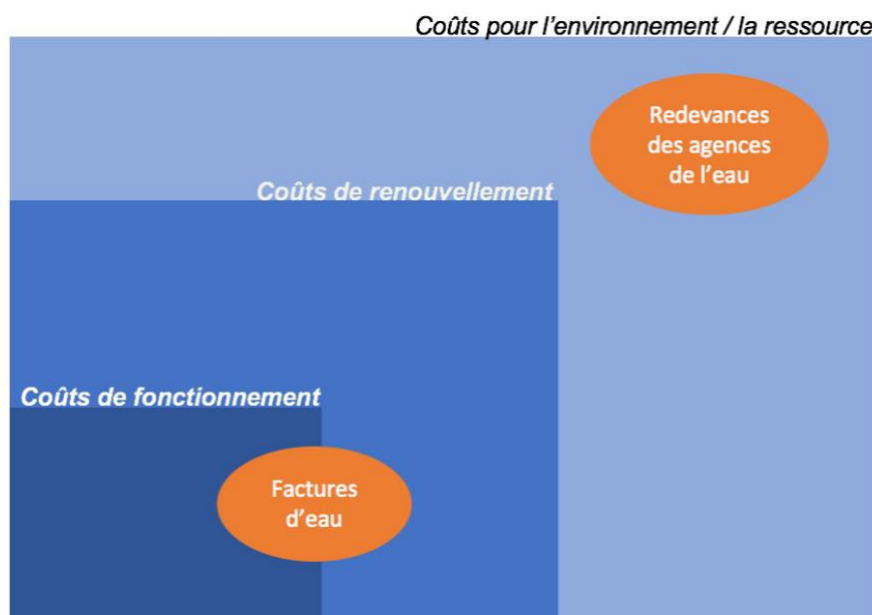 Coûts pour l'environnement / la ressource
Redevances
des agences
de l'eau
Coûts de renouvellement
Coûts de fonctionnement
Factures
d'eau